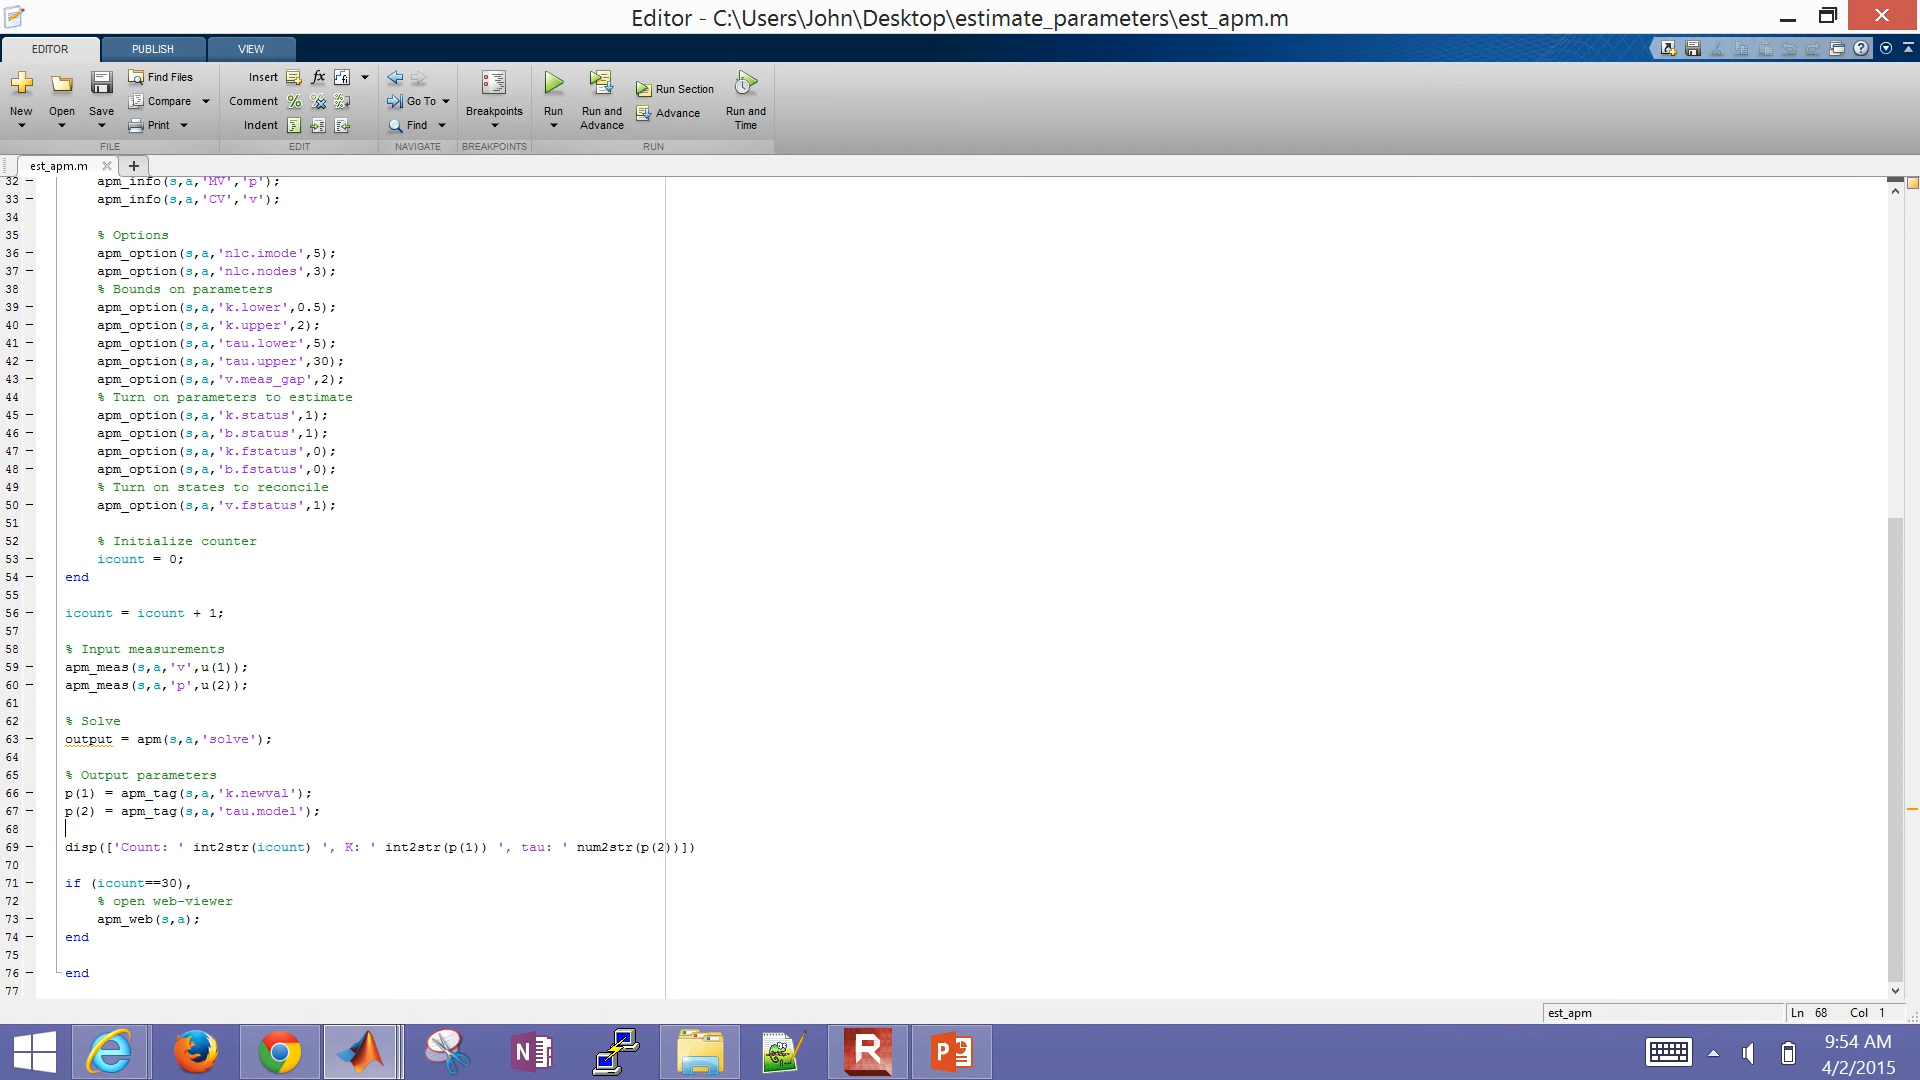 Editor - C:\Users\John\Desktop\estimate_parameters\est_apm.m
EDITOR PUBLISH VIEW
New Open Save Find Files Compare Print
Insert fx Comment Indent
Go To Find
Breakpoints
Run Run and Advance Run Section Advance Run and Time
FILE EDIT NAVIGATE BREAKPOINTS RUN
est_apm.m
32 apm_info(s,a,'MV','p');
33 apm_info(s,a,'CV','v');
34
35 % Options
36 apm_option(s,a,'nlc.imode',5);
37 apm_option(s,a,'nlc.nodes',3);
38 % Bounds on parameters
39 apm_option(s,a,'k.lower',0.5);
40 apm_option(s,a,'k.upper',2);
41 apm_option(s,a,'tau.lower',5);
42 apm_option(s,a,'tau.upper',30);
43 apm_option(s,a,'v.meas_gap',2);
44 % Turn on parameters to estimate
45 apm_option(s,a,'k.status',1);
46 apm_option(s,a,'b.status',1);
47 apm_option(s,a,'k.fstatus',0);
48 apm_option(s,a,'b.fstatus',0);
49 % Turn on states to reconcile
50 apm_option(s,a,'v.fstatus',1);
51
52 % Initialize counter
53 icount = 0;
54 end
55
56 icount = icount + 1;
57
58 % Input measurements
59 apm_meas(s,a,'v',u(1));
60 apm_meas(s,a,'p',u(2));
61
62 % Solve
63 output = apm(s,a,'solve');
64
65 % Output parameters
66 p(1) = apm_tag(s,a,'k.newval');
67 p(2) = apm_tag(s,a,'tau.model');
68
69 disp(['Count: ' int2str(icount) ', K: ' int2str(p(1)) ', tau: ' num2str(p(2))])
70
71 if (icount==30),
72 % open web-viewer
73 apm_web(s,a);
74 end
75
76 end
77
est_apm Ln 68 Col 1
9:54 AM
4/2/2015